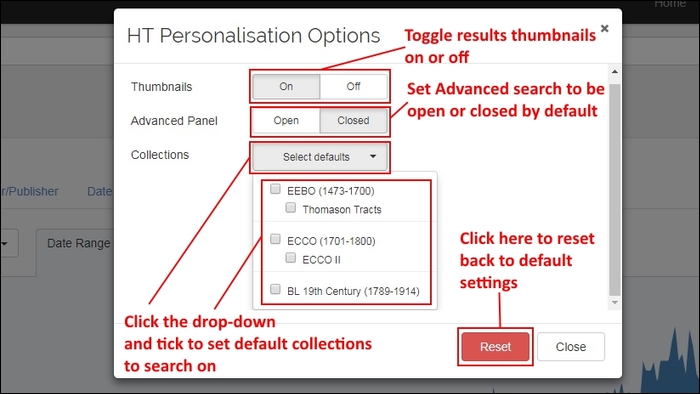 Home
HT Personalisation Options
×
Toggle results thumbnails
on or off
Thumbnails
On
Off
Set Advanced search to be
open or closed by default
Advanced Panel
Open
Closed
Collections
Select defaults
EEBO (1473-1700)
Thomason Tracts
ECCO (1701-1800)
ECCO II
BL 19th Century (1789-1914)
r/Publisher
Date
Date Range
Click here to reset
back to default
settings
Click the drop-down
and tick to set default collections
to search on
Reset
Close